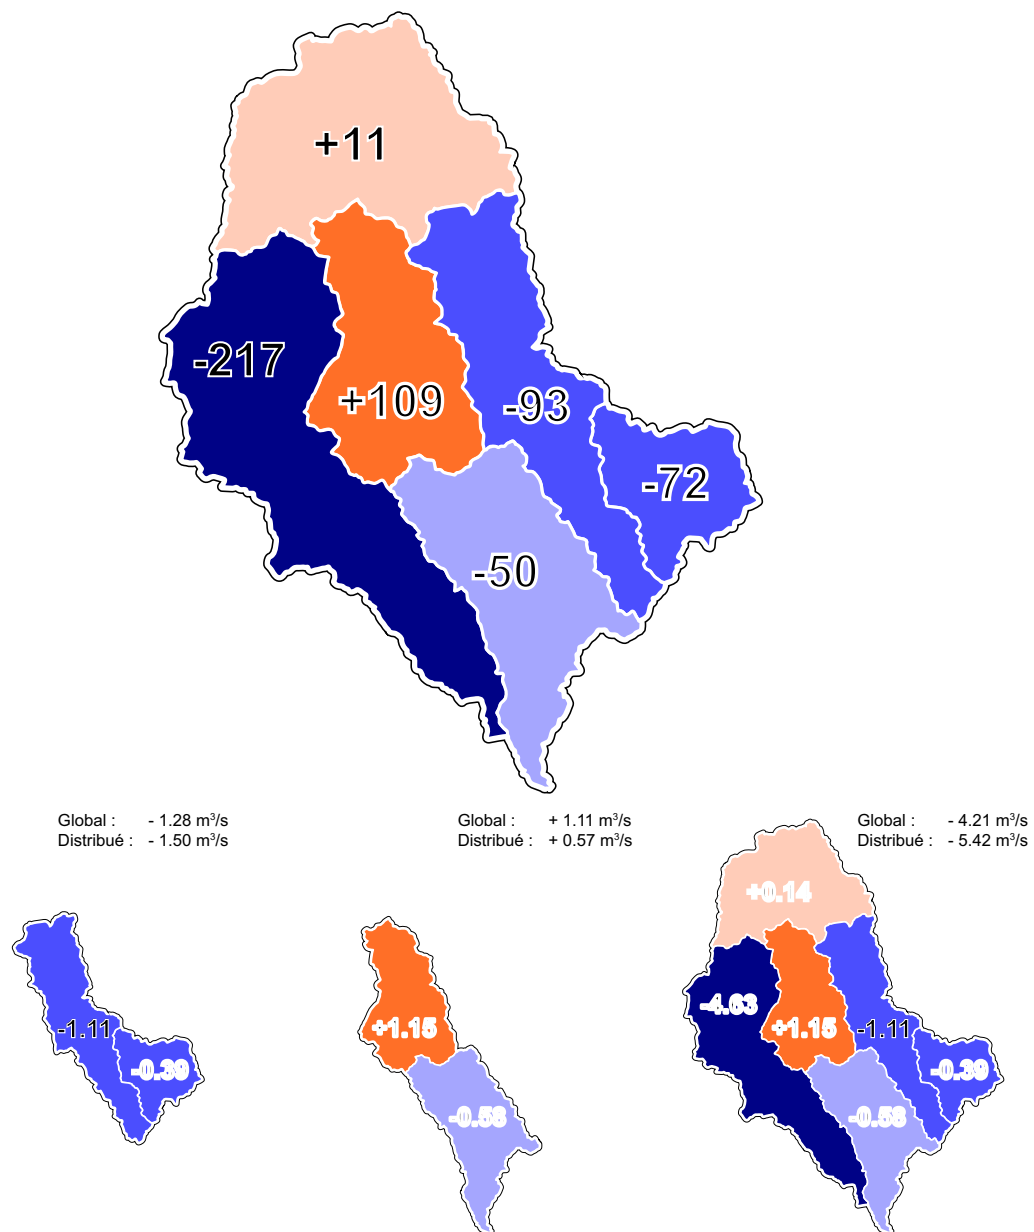 +11
-217
+109
-93
-72
-50
Global : - 1.28 m³/s
Distribué : - 1.50 m³/s
Global : + 1.11 m³/s
Distribué : + 0.57 m³/s
Global : - 4.21 m³/s
Distribué : - 5.42 m³/s
-1.11
-0.39
+1.15
-0.58
+0.14
-4.63
+1.15
-1.11
-0.39
-0.58